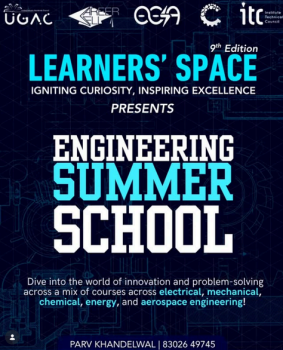 UGAC
ITC
Institute
Technical
Council
9th Edition
LEARNERS' SPACE
IGNITING CURIOSITY, INSPIRING EXCELLENCE
PRESENTS
ENGINEERING
SUMMER
SCHOOL
Dive into the world of innovation and problem-solving
across a mix of courses across electrical, mechanical,
chemical, energy, and aerospace engineering!
PARV KHANDELWAL | 83026 49745